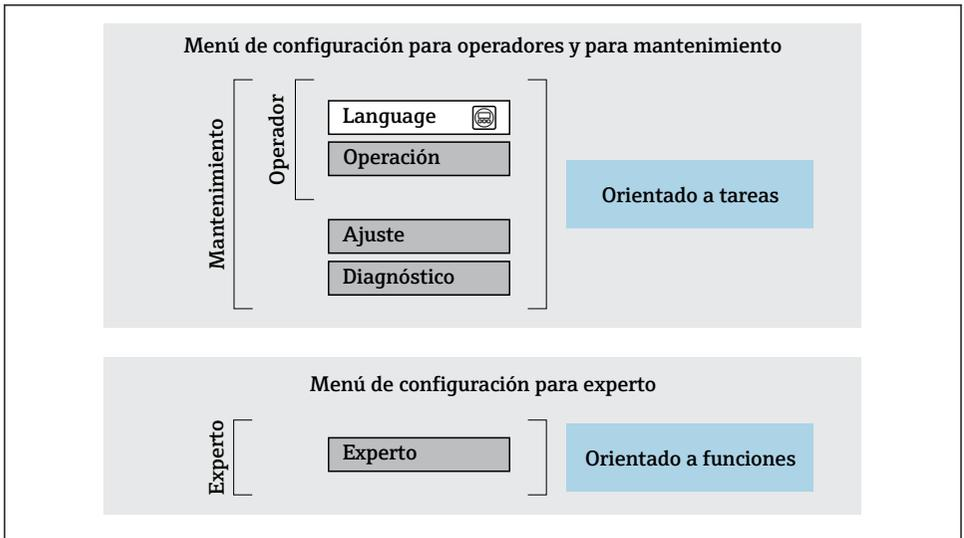 Menú de configuración para operadores y para mantenimiento
Mantenimiento
Operador
Language
Operación
Ajuste
Diagnóstico
Orientado a tareas
Menú de configuración para experto
Experto
Experto
Orientado a funciones